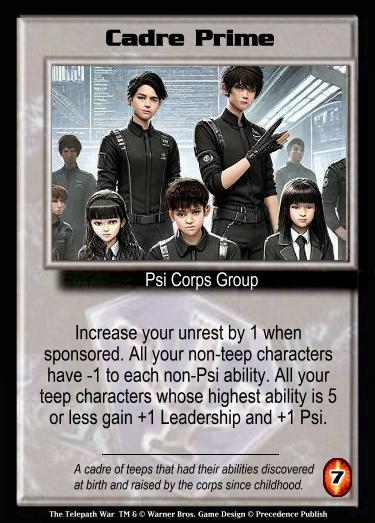 Cadre Prime
Psi Corps Group
Increase your unrest by 1 when
sponsored. All your non-teep characters
have -1 to each non-Psi ability. All your
teep characters whose highest ability is 5
or less gain +1 Leadership and +1 Psi.
A cadre of teeps that had their abilities discovered
at birth and raised by the corps since childhood.
7
The Telepath War TM & © Warner Bros. Game Design © Precedence Publish